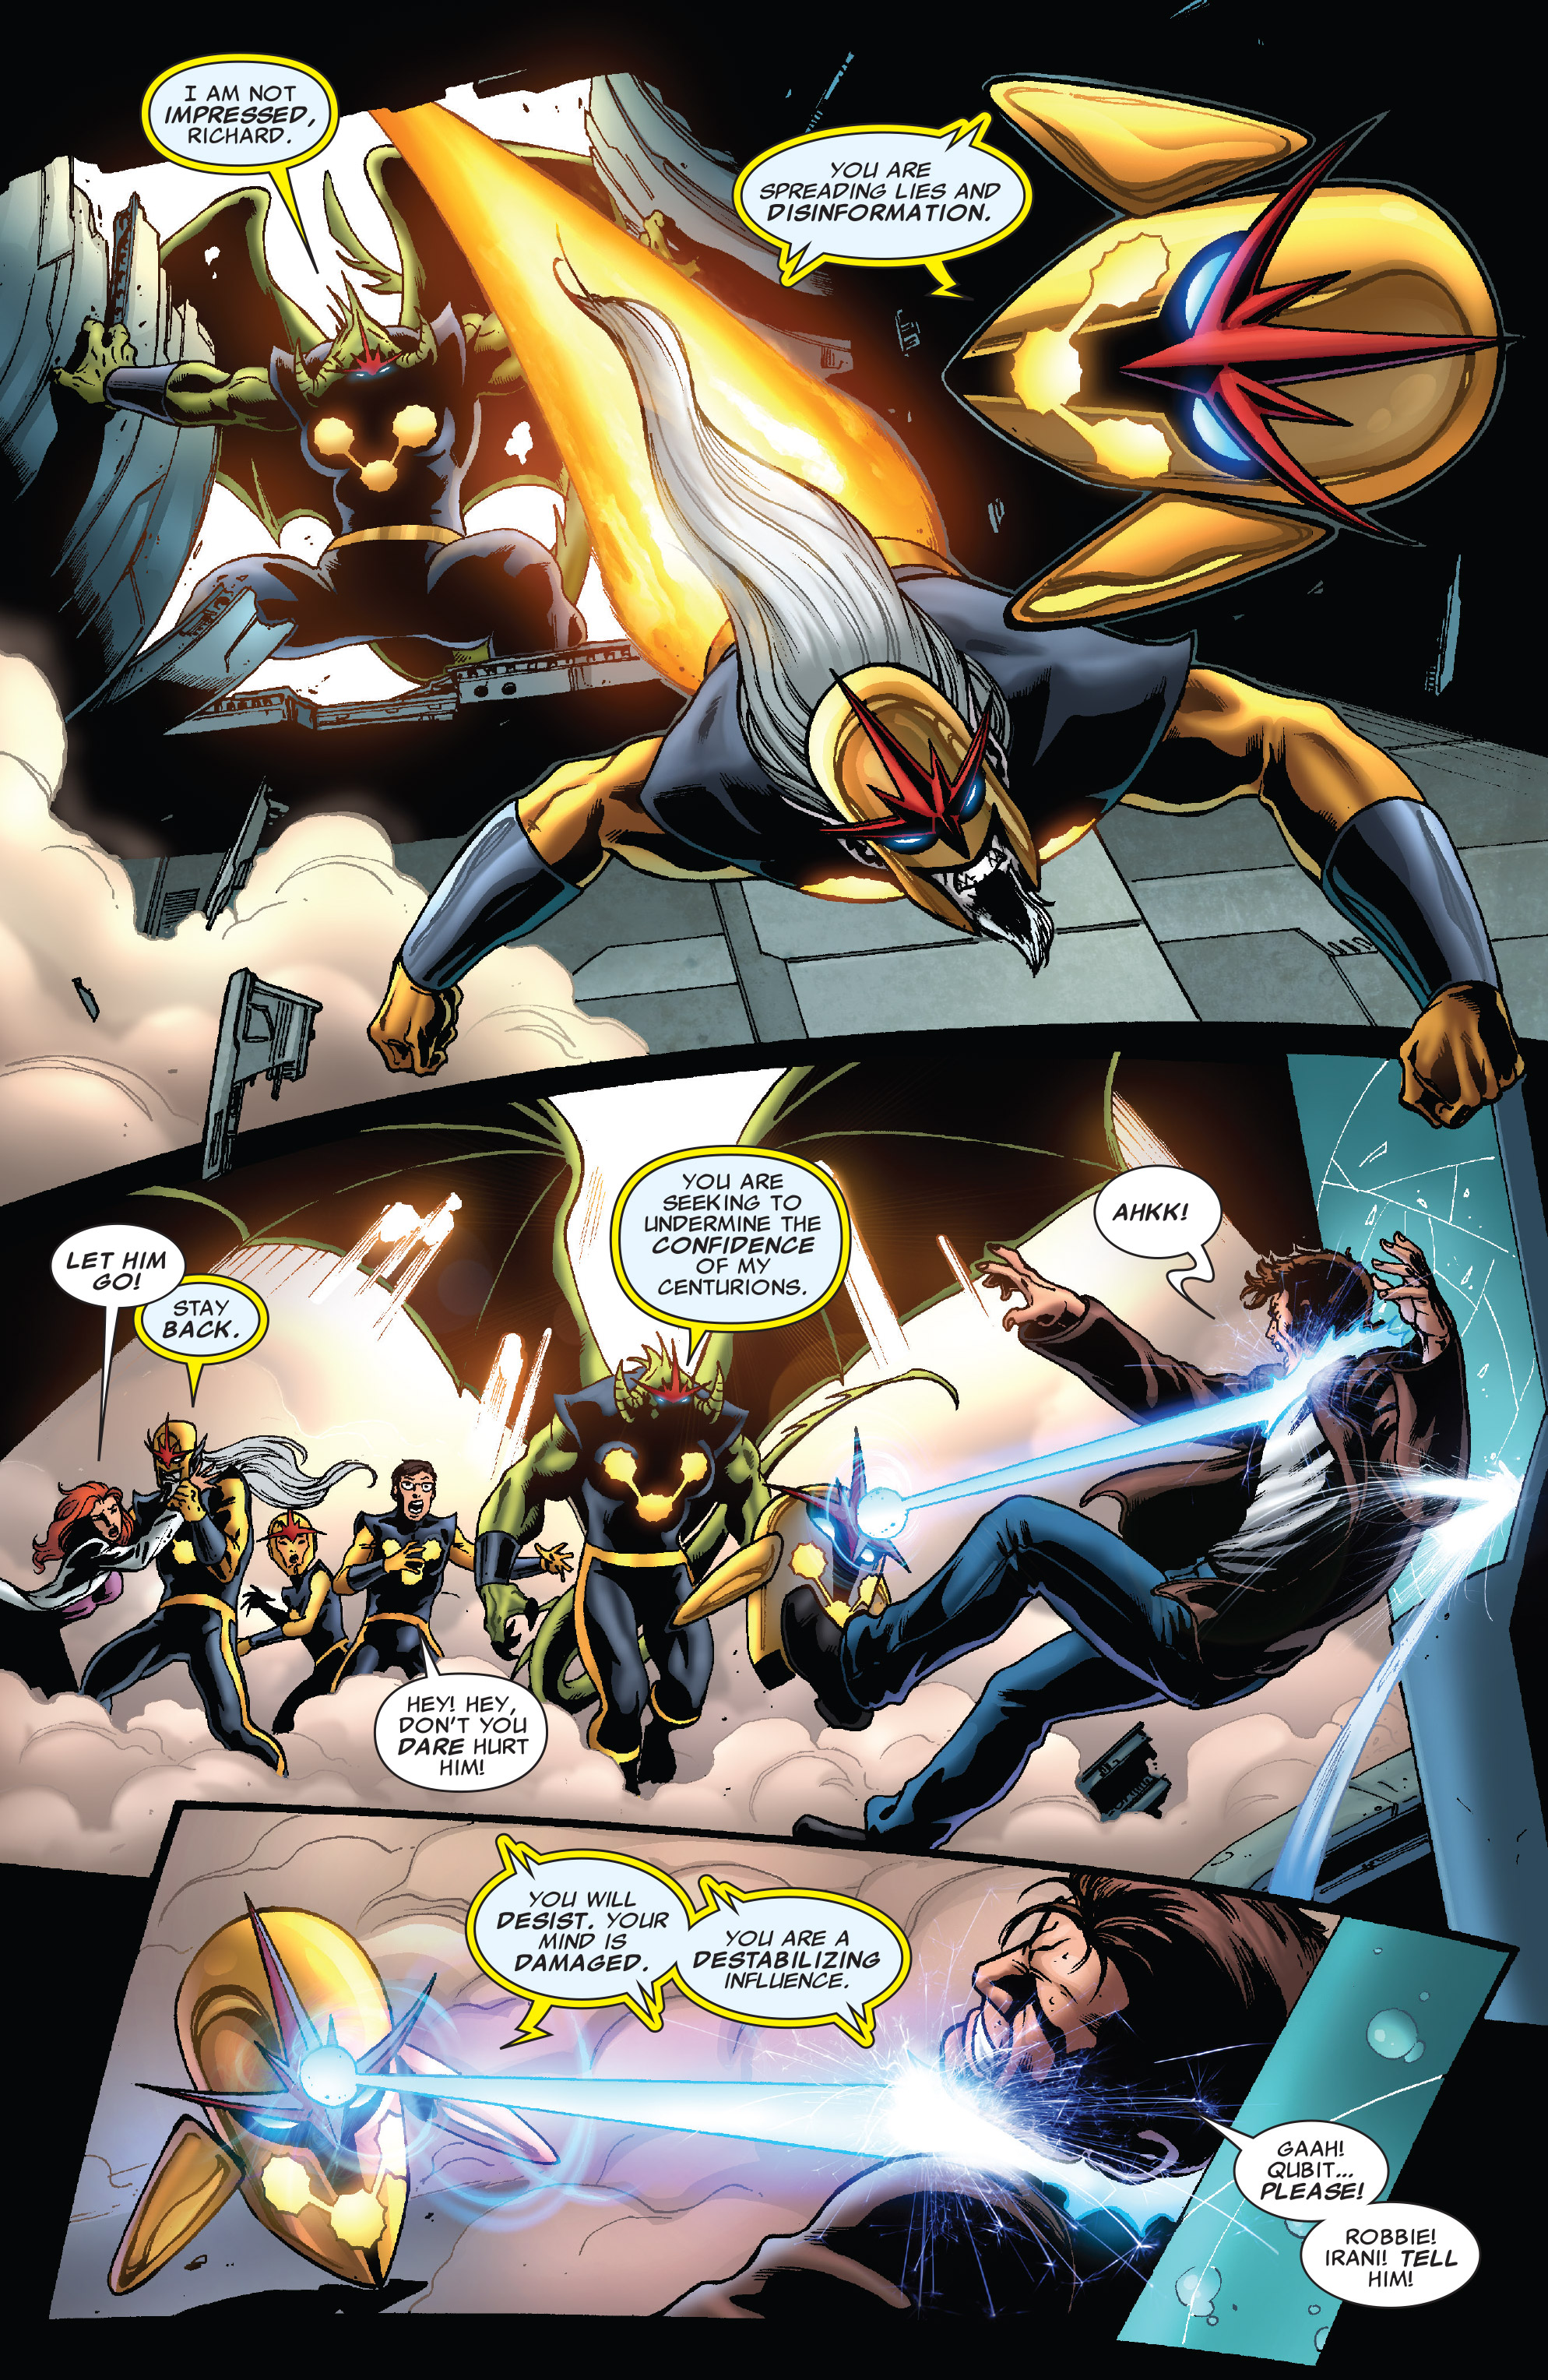 I AM NOT
IMPRESSED,
RICHARD.
YOU ARE
SPREADING LIES AND
DISINFORMATION.
LET HIM
GO!
STAY
BACK.
YOU ARE
SEEKING TO
UNDERMINE THE
CONFIDENCE
OF MY
CENTURIONS.
AHKK!
HEY! HEY,
DON'T YOU
DARE HURT
HIM!
YOU WILL
DESIST. YOUR
MIND IS
DAMAGED.
YOU ARE A
DESTABILIZING
INFLUENCE.
GAAH!
QUBIT...
PLEASE!
ROBBIE!
IRANI! TELL
HIM!